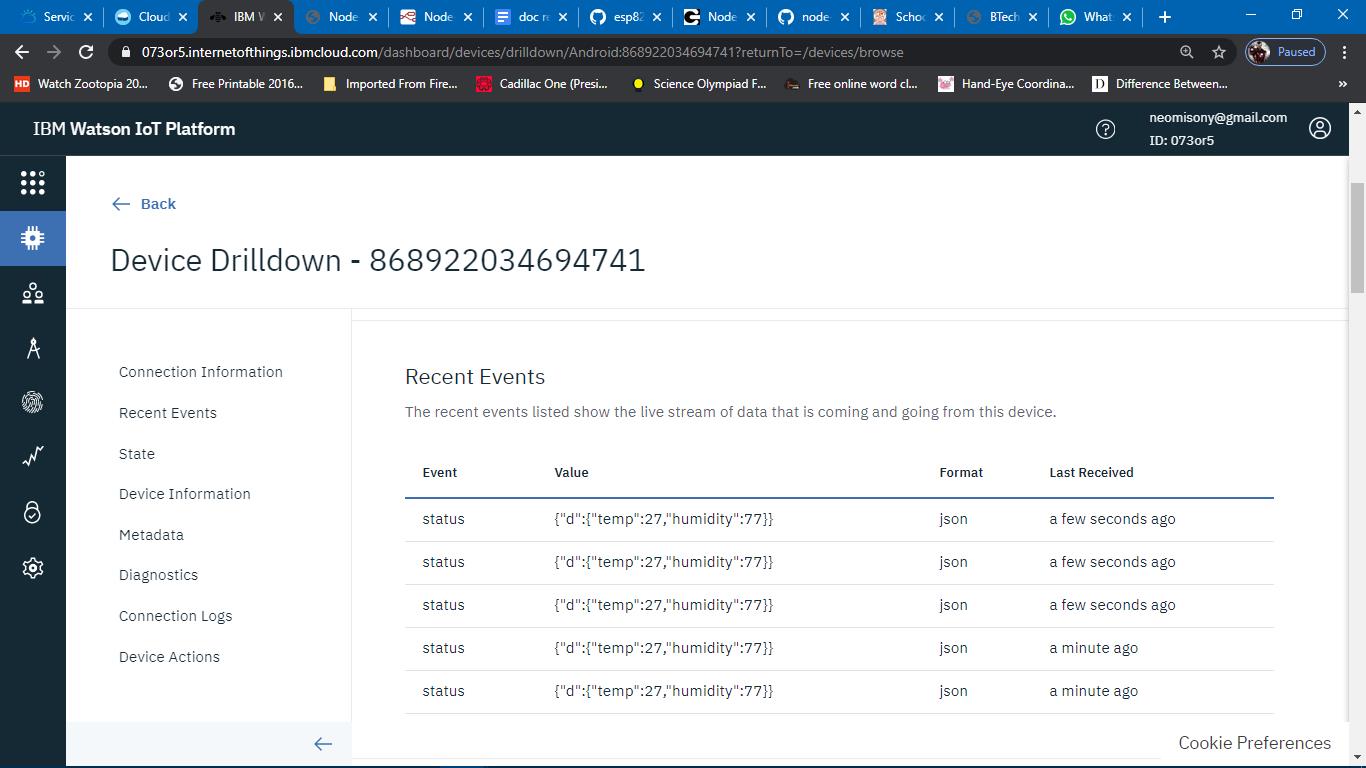 Servic
Cloud
IBM W
Node
Node
doc re
esp82
Node
node
Schoo
BTech
What
073or5.internetofthings.ibmcloud.com/dashboard/devices/drilldown/Android:868922034694741?returnTo=/devices/browse
Paused
HD Watch Zootopia 20...
Free Printable 2016...
Imported From Fire...
Cadillac One (Presi...
Science Olympiad F...
Free online word cl...
Hand-Eye Coordina...
D Difference Between...
IBM Watson IoT Platform
neomisony@gmail.com
ID: 073or5
Back
Device Drilldown - 868922034694741
Connection Information
Recent Events
State
Device Information
Metadata
Diagnostics
Connection Logs
Device Actions
Recent Events
The recent events listed show the live stream of data that is coming and going from this device.
Event Value Format Last Received
status {"d":{"temp":27,"humidity":77}} json a few seconds ago
status {"d":{"temp":27,"humidity":77}} json a few seconds ago
status {"d":{"temp":27,"humidity":77}} json a few seconds ago
status {"d":{"temp":27,"humidity":77}} json a minute ago
status {"d":{"temp":27,"humidity":77}} json a minute ago
Cookie Preferences